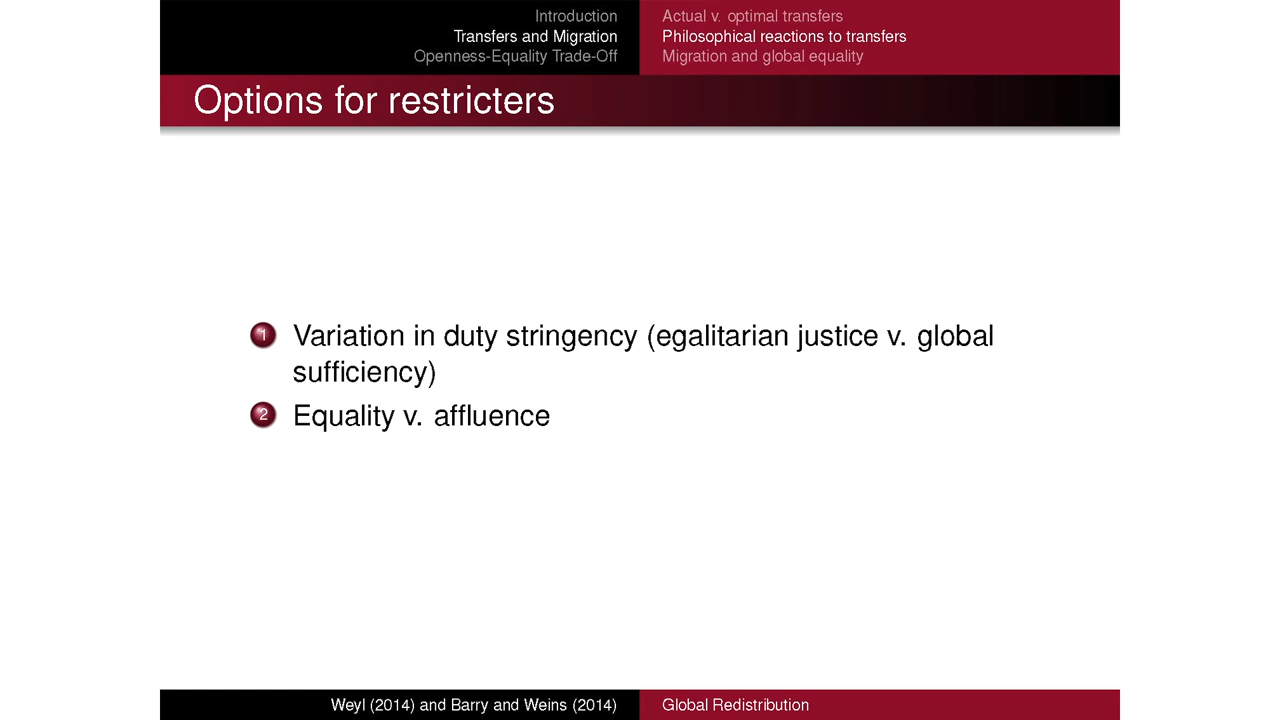 Introduction
Transfers and Migration
Openness-Equality Trade-Off
Actual v. optimal transfers
Philosophical reactions to transfers
Migration and global equality
Options for restricters
1 Variation in duty stringency (egalitarian justice v. global
sufficiency)
2 Equality v. affluence
Weyl (2014) and Barry and Weins (2014)
Global Redistribution